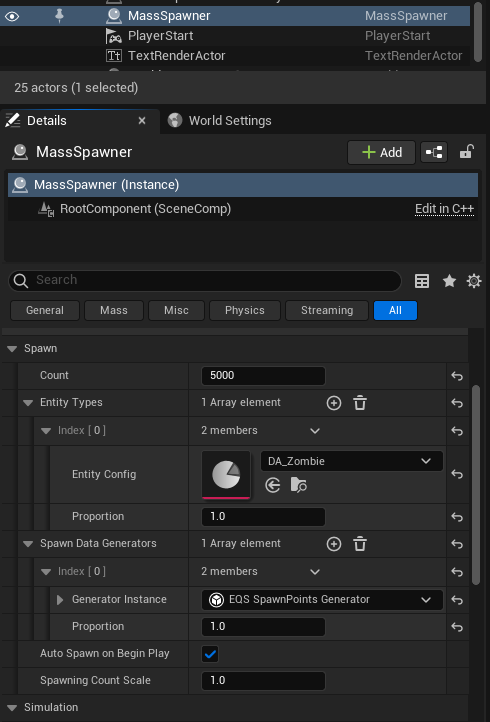 MassSpawner MassSpawner
PlayerStart PlayerStart
TextRenderActor TextRenderActor
25 actors (1 selected)
Details World Settings
MassSpawner Add
MassSpawner (Instance)
RootComponent (SceneComp) Edit in C++
Search
General Mass Misc Physics Streaming All
Spawn
Count 5000
Entity Types 1 Array element
Index [ 0 ] 2 members
Entity Config DA_Zombie
Proportion 1.0
Spawn Data Generators 1 Array element
Index [ 0 ] 2 members
Generator Instance EQS SpawnPoints Generator
Proportion 1.0
Auto Spawn on Begin Play
Spawning Count Scale 1.0
Simulation